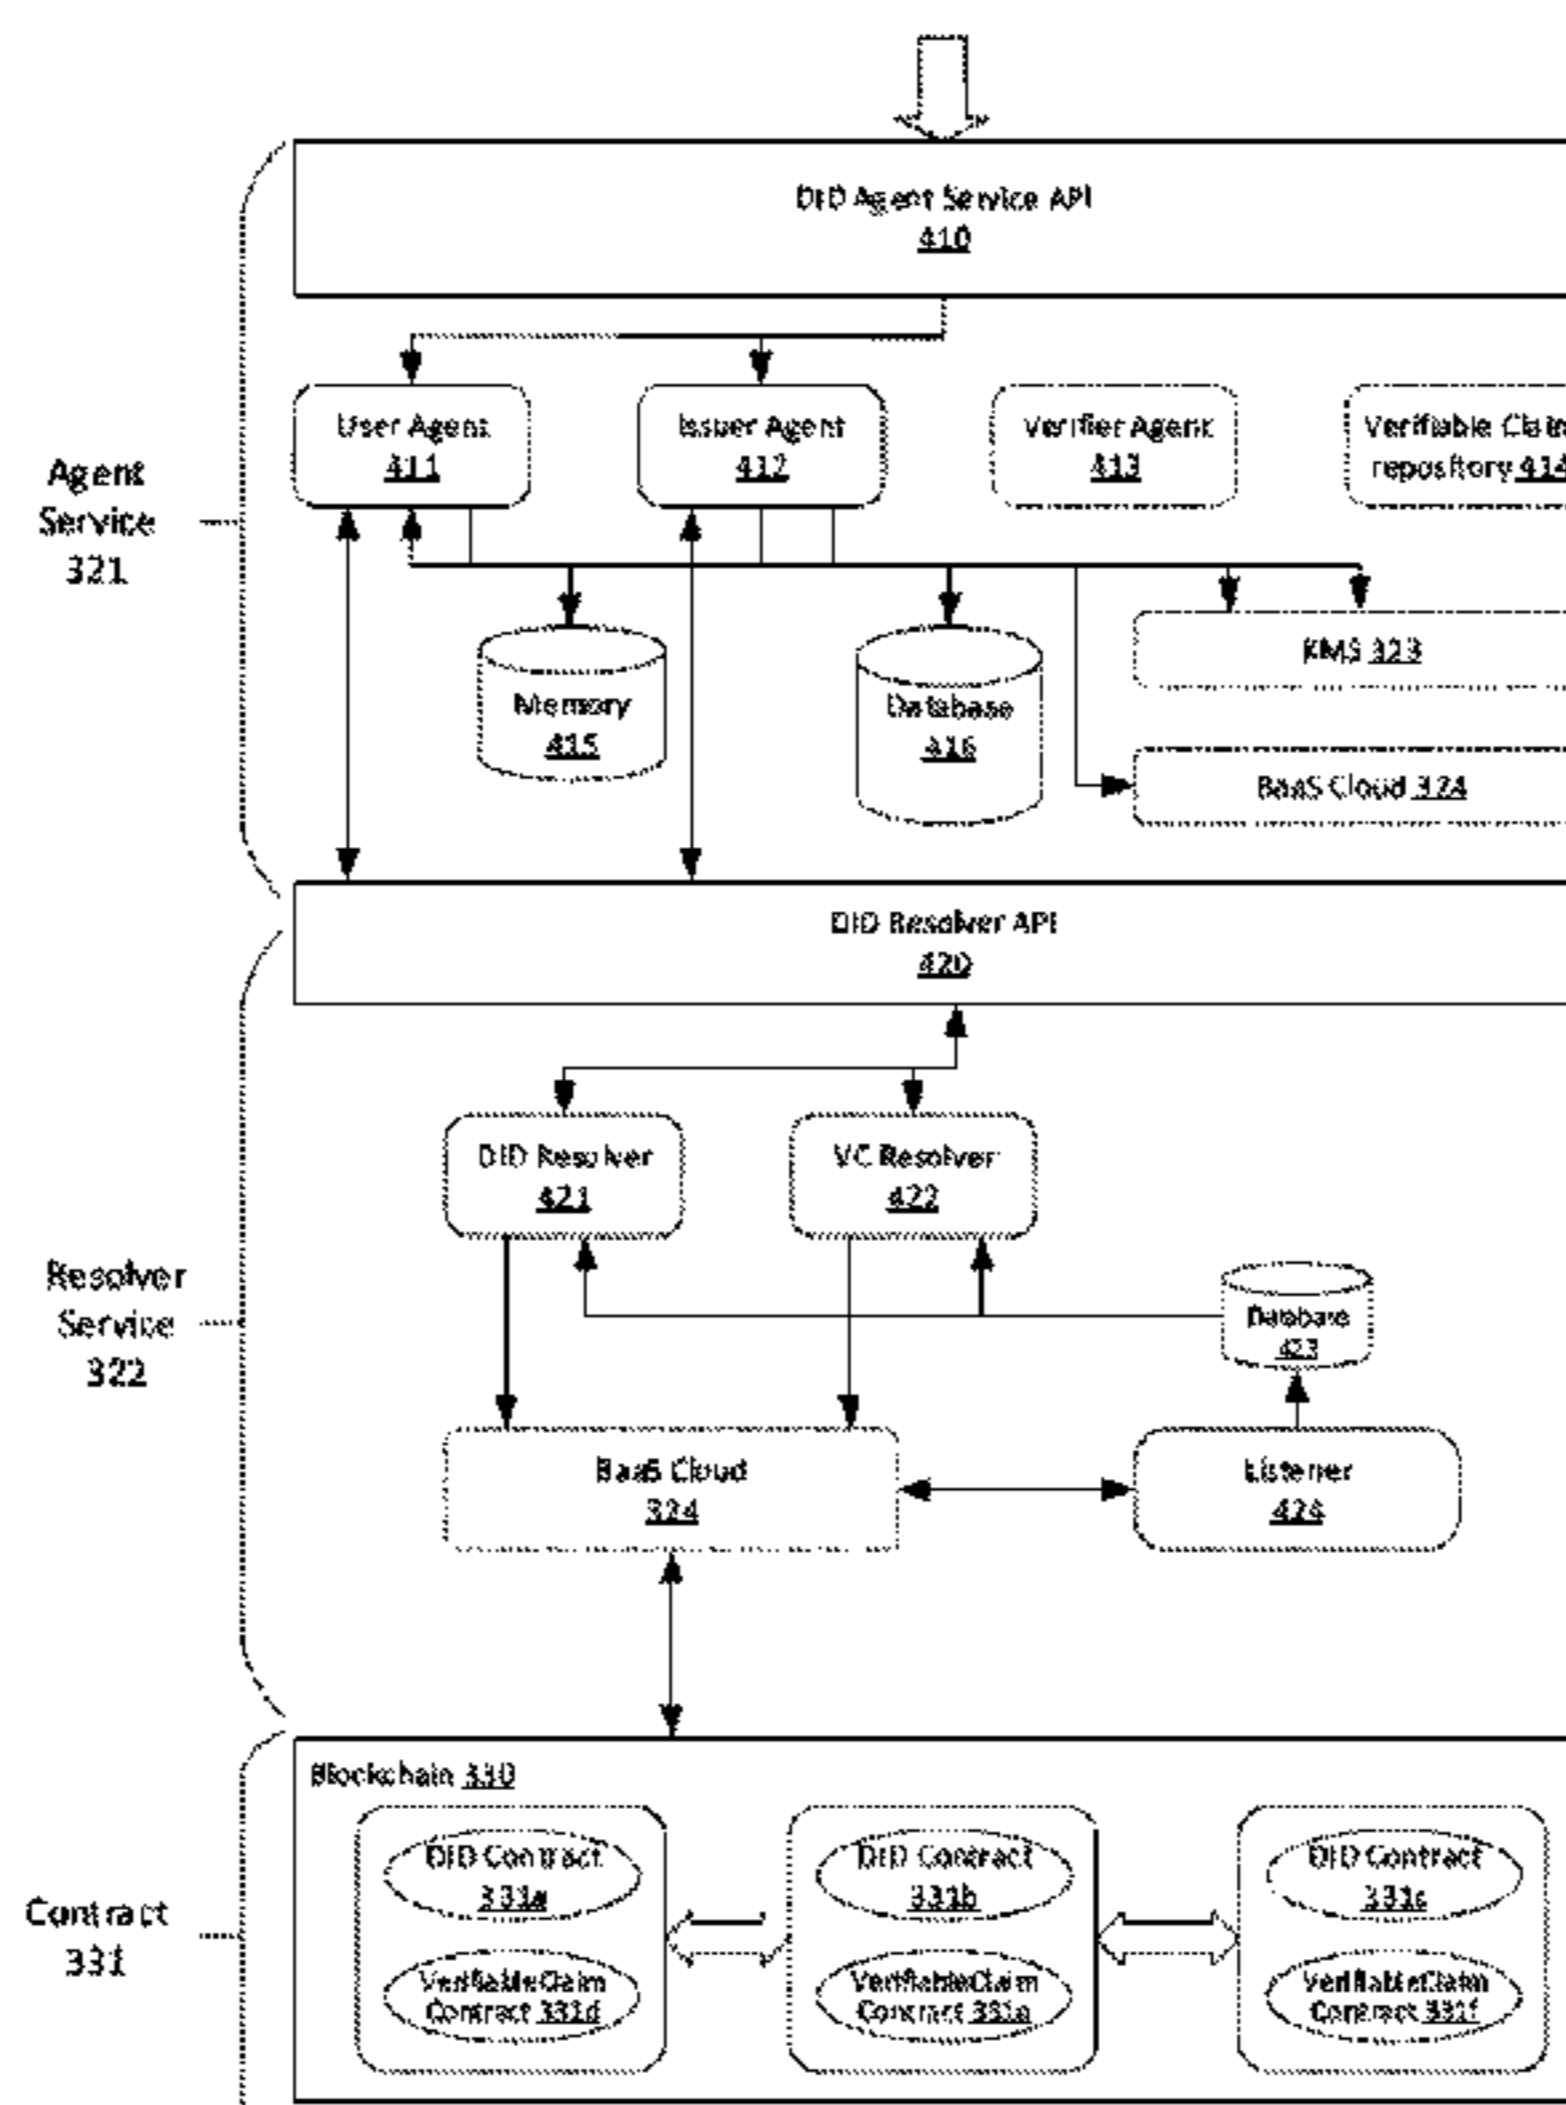 DID Agent Service API
410
User Agent
411
Issuer Agent
412
Verifier Agent
413
Verifiable Claim
repository 414
Agent
Service
321
Memory
415
Database
416
KMS 323
BaaS Cloud 324
DID Resolver API
420
DID Resolver
421
VC Resolver
422
Resolver
Service
322
Database
423
BaaS Cloud
324
Listener
424
Blockchain 330
DID Contract
331a
DID Contract
331b
DID Contract
331c
Contract
331
VerifiableClaim
Contract 331d
VerifiableClaim
Contract 331e
VerifiableClaim
Contract 331f